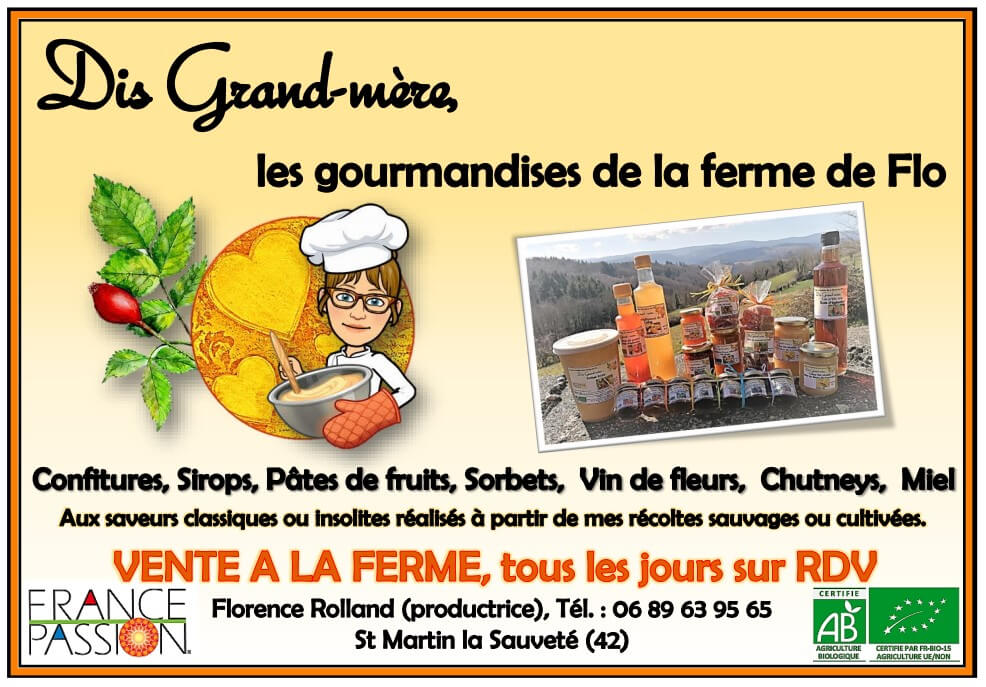 Dis Grand-mère,
les gourmandises de la ferme de Flo
Confitures, Sirops, Pâtes de fruits, Sorbets, Vin de fleurs, Chutneys, Miel
Aux saveurs classiques ou insolites réalisés à partir de mes récoltes sauvages ou cultivées.
VENTE A LA FERME, tous les jours sur RDV
Florence Rolland (productrice), Tél. : 06 89 63 95 65
St Martin la Sauveté (42)
FRANCE
PASSION
CERTIFIÉ
AB
AGRICULTURE
BIOLOGIQUE
CERTIFIE PAR FR-BIO-15
AGRICULTURE UE/NON